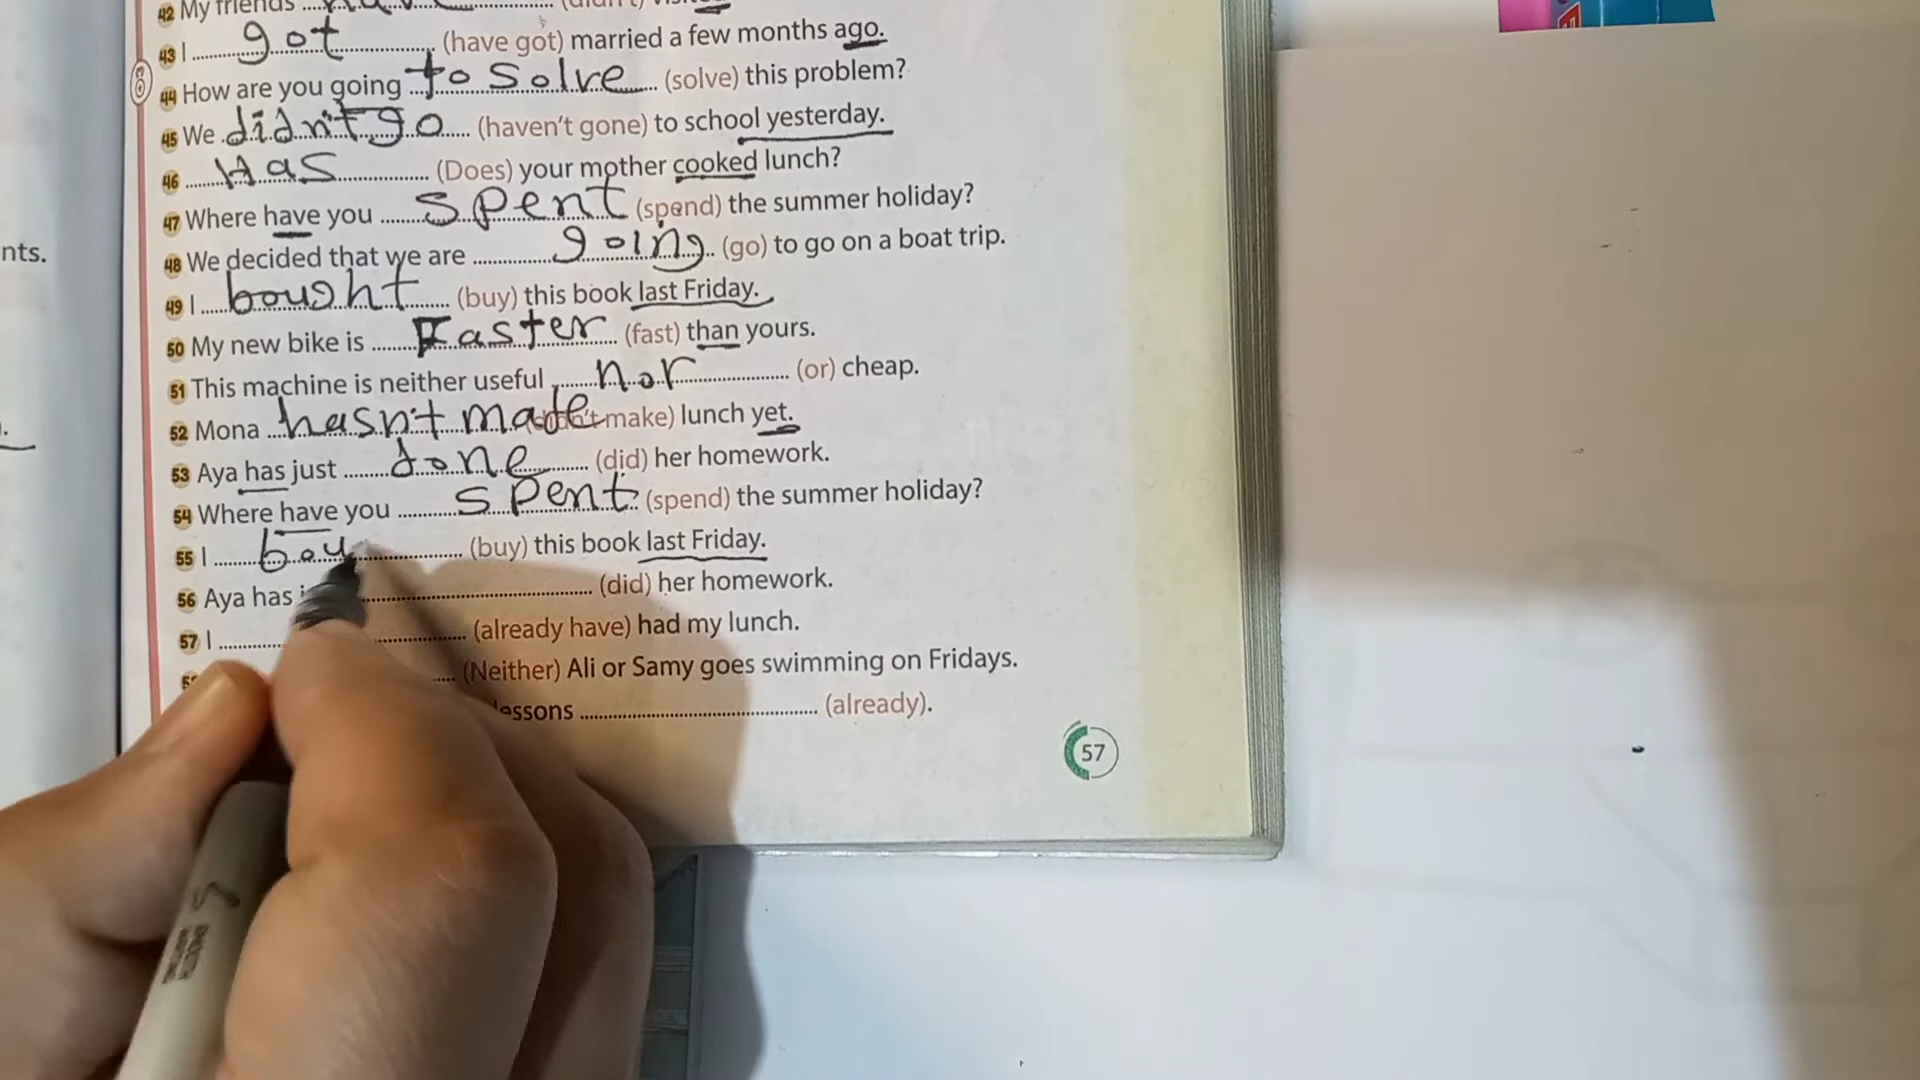 42 My friends
43 I got (have got) married a few months ago.
44 How are you going to solve (solve) this problem?
45 We didn't go (haven't gone) to school yesterday.
46 Has (Does) your mother cooked lunch?
47 Where have you spent (spend) the summer holiday?
48 We decided that we are going (go) to go on a boat trip.
49 I bought (buy) this book last Friday.
50 My new bike is Faster (fast) than yours.
51 This machine is neither useful nor (or) cheap.
52 Mona hasn't made make) lunch yet.
53 Aya has just done (did) her homework.
54 Where have you spent (spend) the summer holiday?
55 I bou (buy) this book last Friday.
56 Aya has (did) her homework.
57 I (already have) had my lunch.
(Neither) Ali or Samy goes swimming on Fridays.
lessons (already).
57
nts.